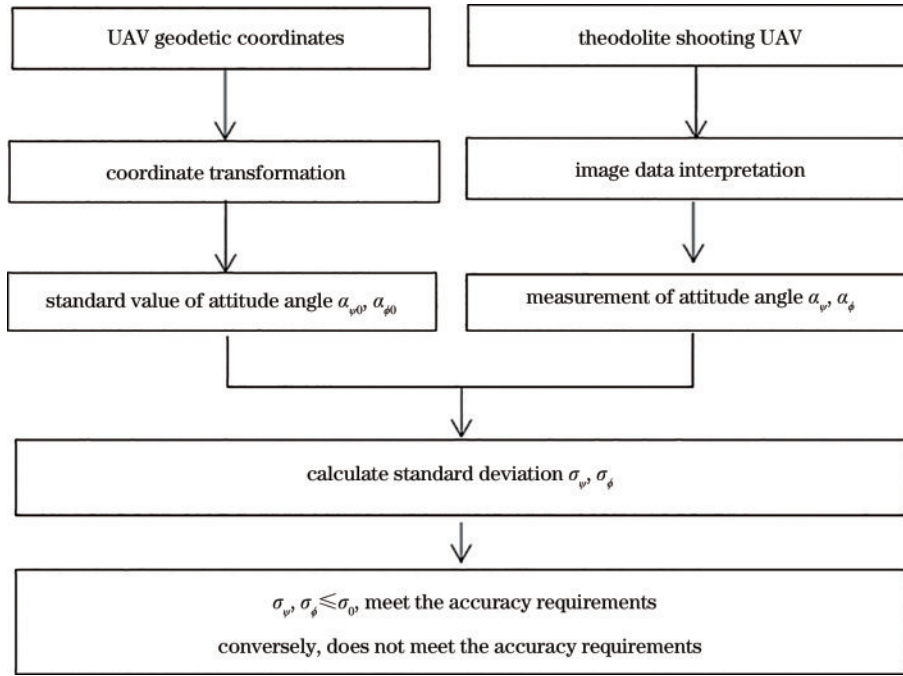 UAV geodetic coordinates
theodolite shooting UAV
coordinate transformation
image data interpretation
standard value of attitude angle α_ψ0, α_ϕ0
measurement of attitude angle α_ψ, α_ϕ
calculate standard deviation σ_ψ, σ_ϕ
σ_ψ, σ_ϕ⩽σ_0, meet the accuracy requirements
conversely, does not meet the accuracy requirements